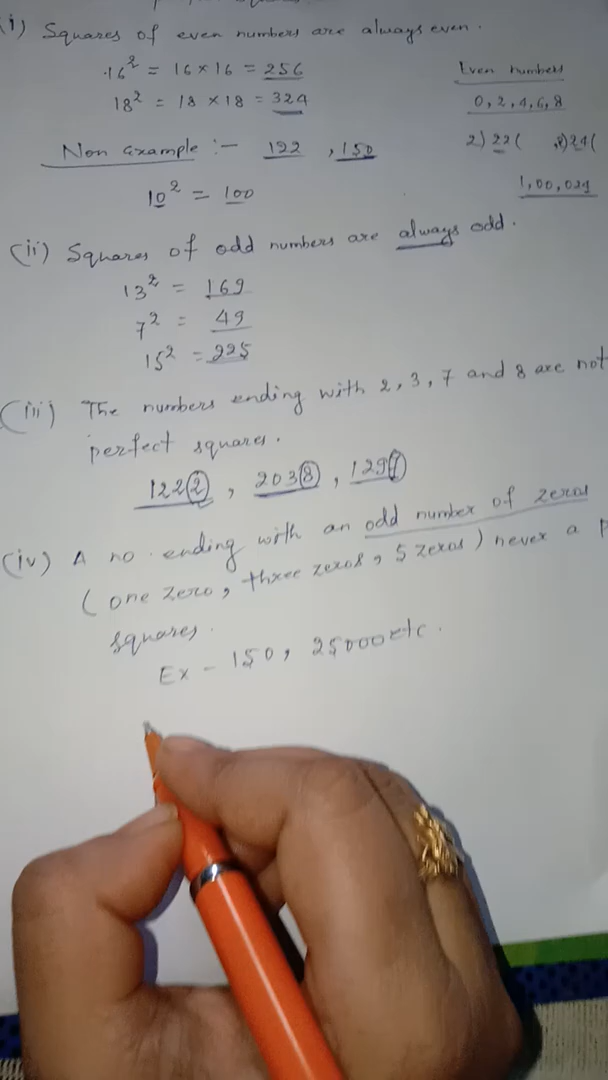 (i) Squares of even numbers are always even.
16² = 16 × 16 = 256
18² = 18 × 18 = 324
Even numbers
0, 2, 4, 6, 8
2) 22 ( , 2) 24 (
Non Example :- 122 , 150
10² = 100
1,00,024
(ii) Squares of odd numbers are always odd.
13² = 169
7² = 49
15² = 225
(iii) The numbers ending with 2, 3, 7 and 8 are not
perfect squares.
1222 , 2038 , 1297
(iv) A no. ending with an odd number of zeros
(one zero, three zeros, 5 zeros) never a p
squares.
Ex - 150, 25000 etc.